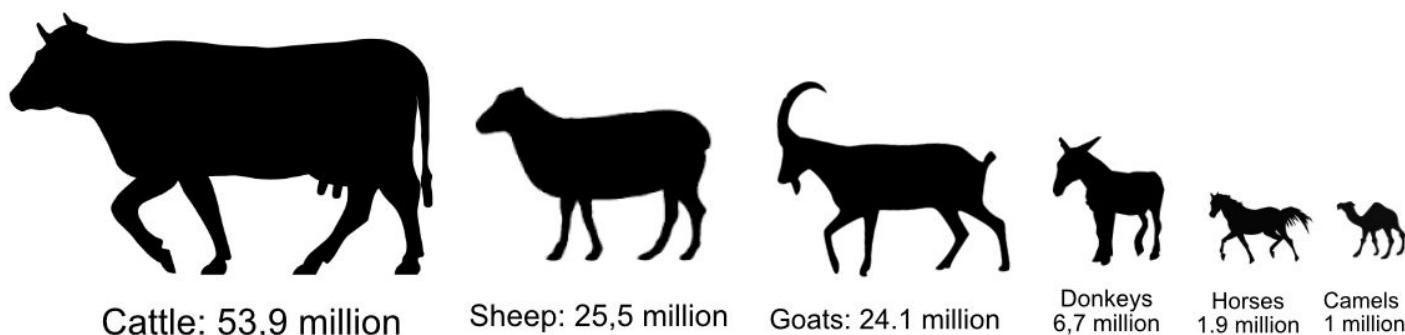 Cattle: 53,9 million
Sheep: 25,5 million
Goats: 24.1 million
Donkeys
6,7 million
Horses
1.9 million
Camels
1 million